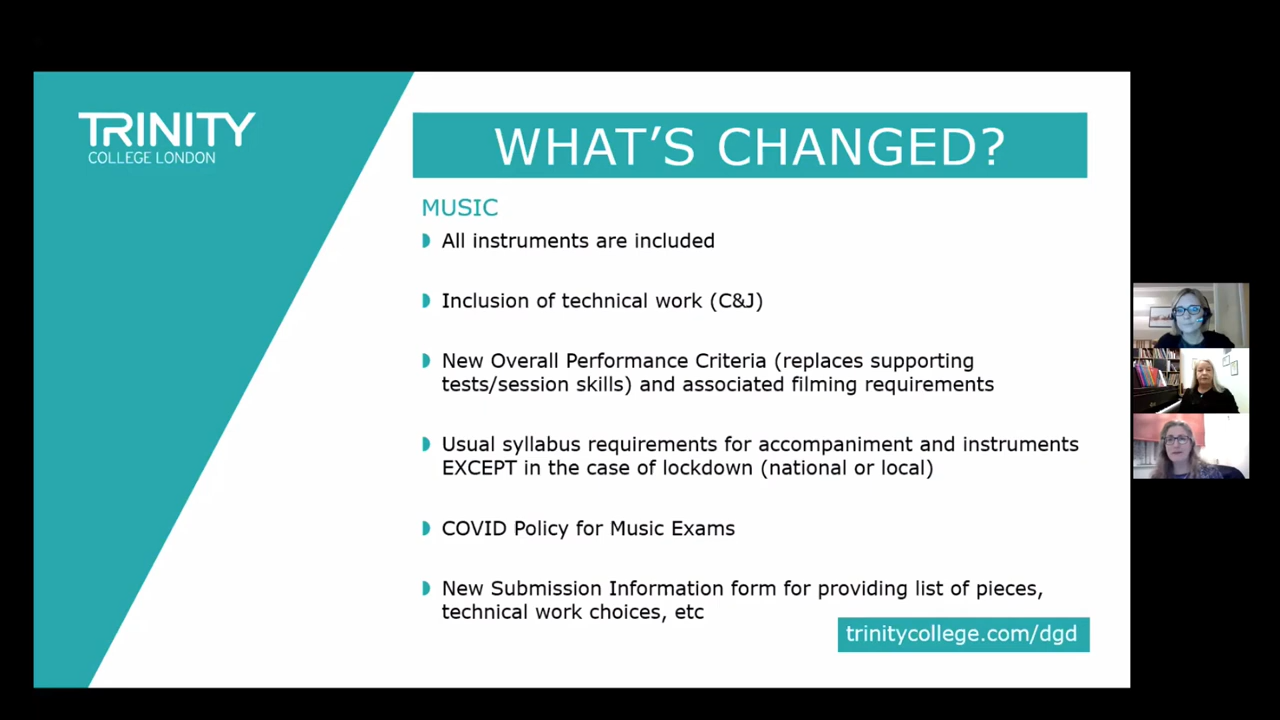 TRINITY
COLLEGE LONDON
WHAT'S CHANGED?
MUSIC
All instruments are included
Inclusion of technical work (C&J)
New Overall Performance Criteria (replaces supporting
tests/session skills) and associated filming requirements
Usual syllabus requirements for accompaniment and instruments
EXCEPT in the case of lockdown (national or local)
COVID Policy for Music Exams
New Submission Information form for providing list of pieces,
technical work choices, etc
trinitycollege.com/dgd